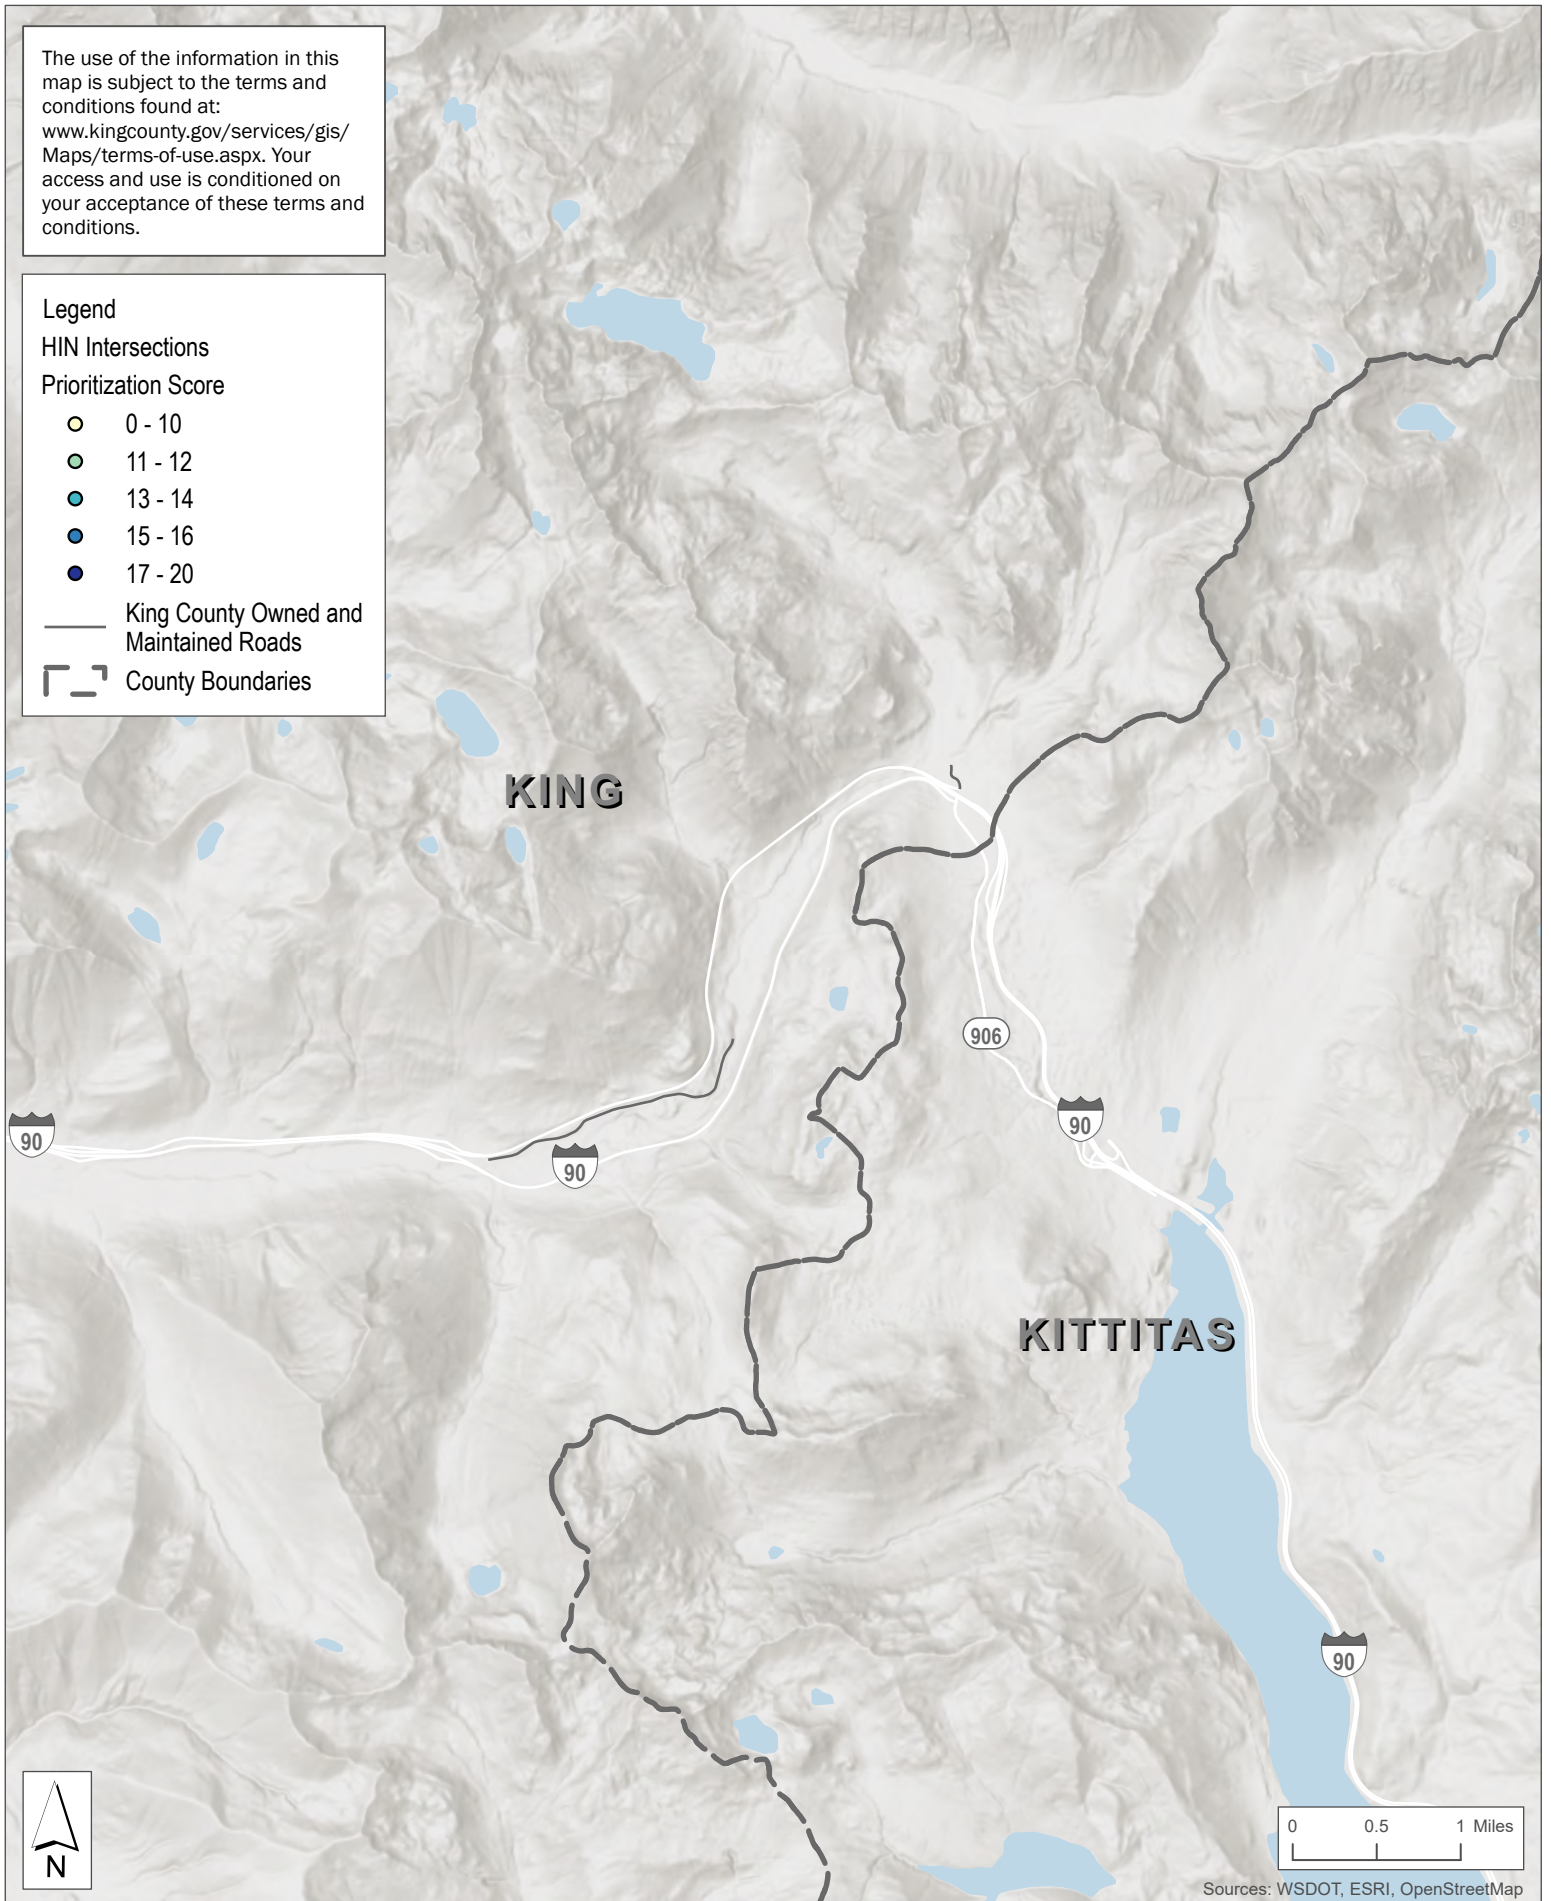 The use of the information in this
map is subject to the terms and
conditions found at:
www.kingcounty.gov/services/gis/
Maps/terms-of-use.aspx. Your
access and use is conditioned on
your acceptance of these terms and
conditions.
Legend
HIN Intersections
Prioritization Score
0 - 10
11 - 12
13 - 14
15 - 16
17 - 20
King County Owned and
Maintained Roads
County Boundaries
KING
906
90
90
90
KITTITAS
90
N
0 0.5 1 Miles
Sources: WSDOT, ESRI, OpenStreetMap